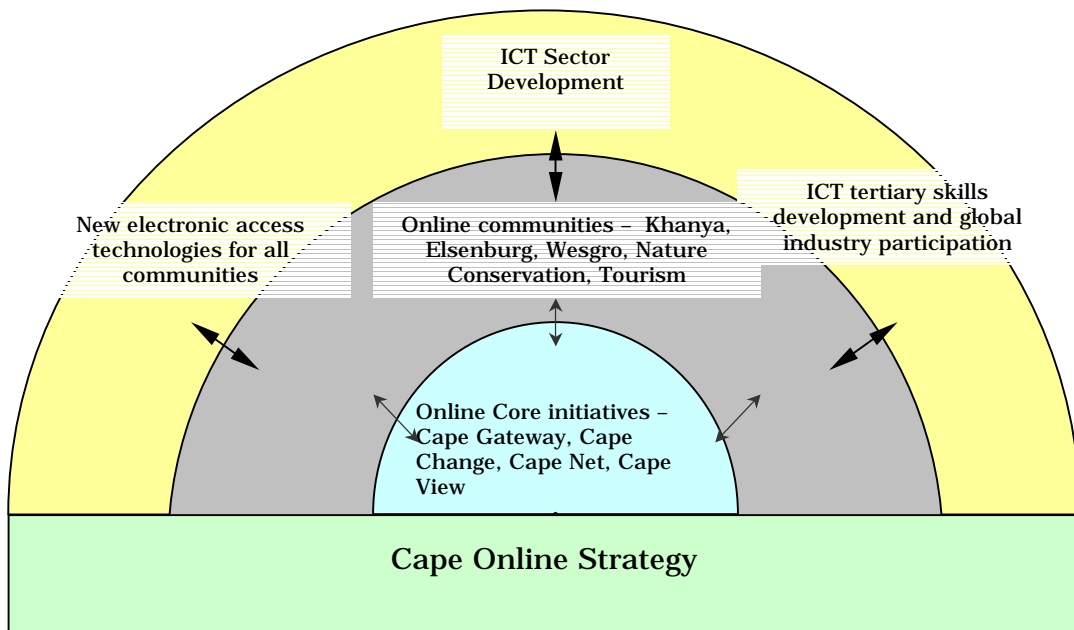 ICT Sector
Development
New electronic access
technologies for all
communities
Online communities – Khanya,
Elsenburg, Wesgro, Nature
Conservation, Tourism
ICT tertiary skills
development and global
industry participation
Online Core initiatives –
Cape Gateway, Cape
Change, Cape Net, Cape
View
Cape Online Strategy